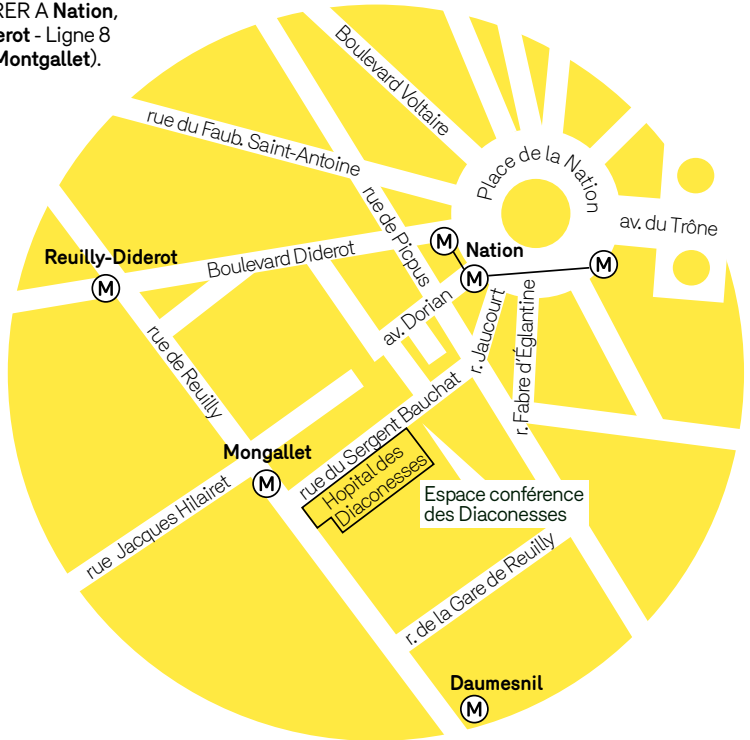 RER A Nation,
erot - Ligne 8
Montgallet).
Boulevard Voltaire
rue du Faub. Saint-Antoine
Place de la Nation
rue de Picpus
av. du Trône
Reuilly-Diderot
M
Boulevard Diderot
M
Nation
M
M
av. Dorian
r. Jaucourt
r. Fabre d'Églantine
rue de Reuilly
Mongallet
M
rue du Sergent Bauchat
Hopital des
Diaconesses
Espace conférence
des Diaconesses
rue Jacques Hilairet
r. de la Gare de Reuilly
Daumesnil
M